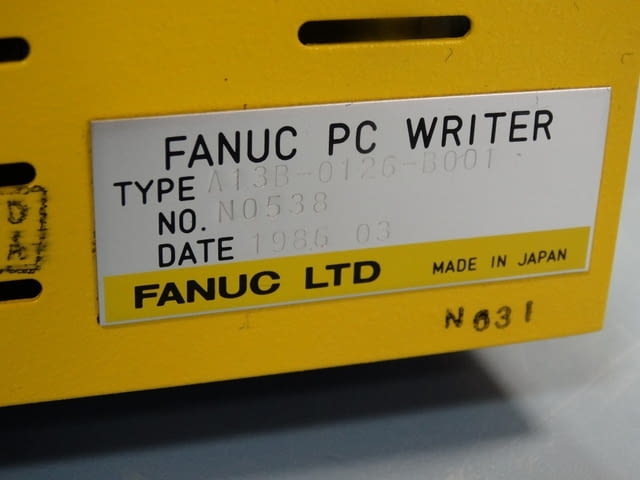 FANUC PC WRITER
TYPE A13B-0126-B001
NO. N0538
DATE 1986 03
FANUC LTD MADE IN JAPAN
N031